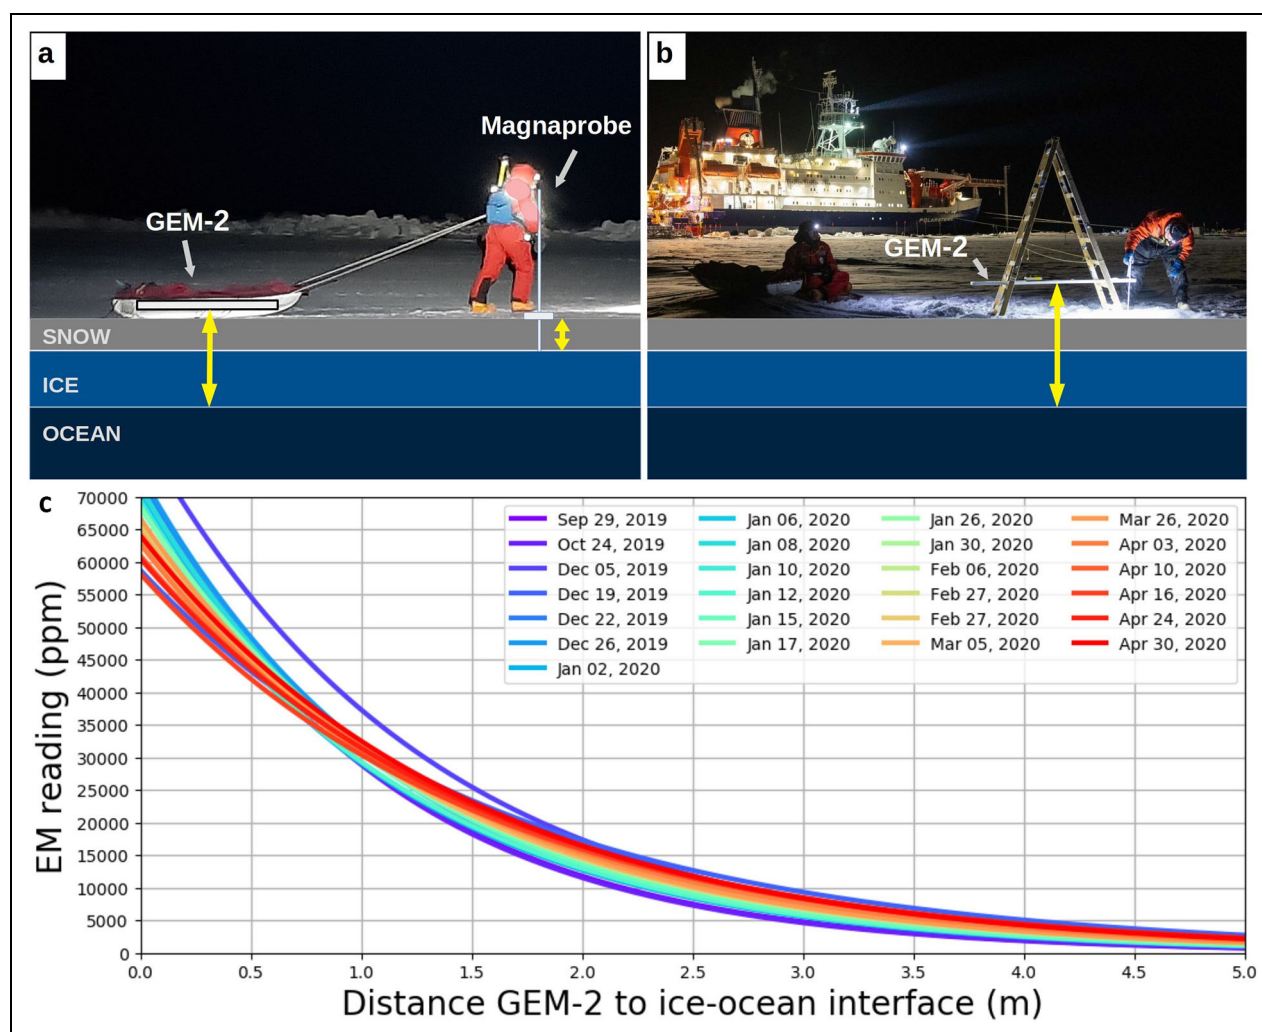 a
Magnaprobe
GEM-2
SNOW
ICE
OCEAN
b
GEM-2
c
EM reading (ppm)
70000
65000
60000
55000
50000
45000
40000
35000
30000
25000
20000
15000
10000
5000
0
Sep 29, 2019
Oct 24, 2019
Dec 05, 2019
Dec 19, 2019
Dec 22, 2019
Dec 26, 2019
Jan 02, 2020
Jan 06, 2020
Jan 08, 2020
Jan 10, 2020
Jan 12, 2020
Jan 15, 2020
Jan 17, 2020
Jan 26, 2020
Jan 30, 2020
Feb 06, 2020
Feb 27, 2020
Feb 27, 2020
Mar 05, 2020
Mar 26, 2020
Apr 03, 2020
Apr 10, 2020
Apr 16, 2020
Apr 24, 2020
Apr 30, 2020
0.0 0.5 1.0 1.5 2.0 2.5 3.0 3.5 4.0 4.5 5.0
Distance GEM-2 to ice-ocean interface (m)